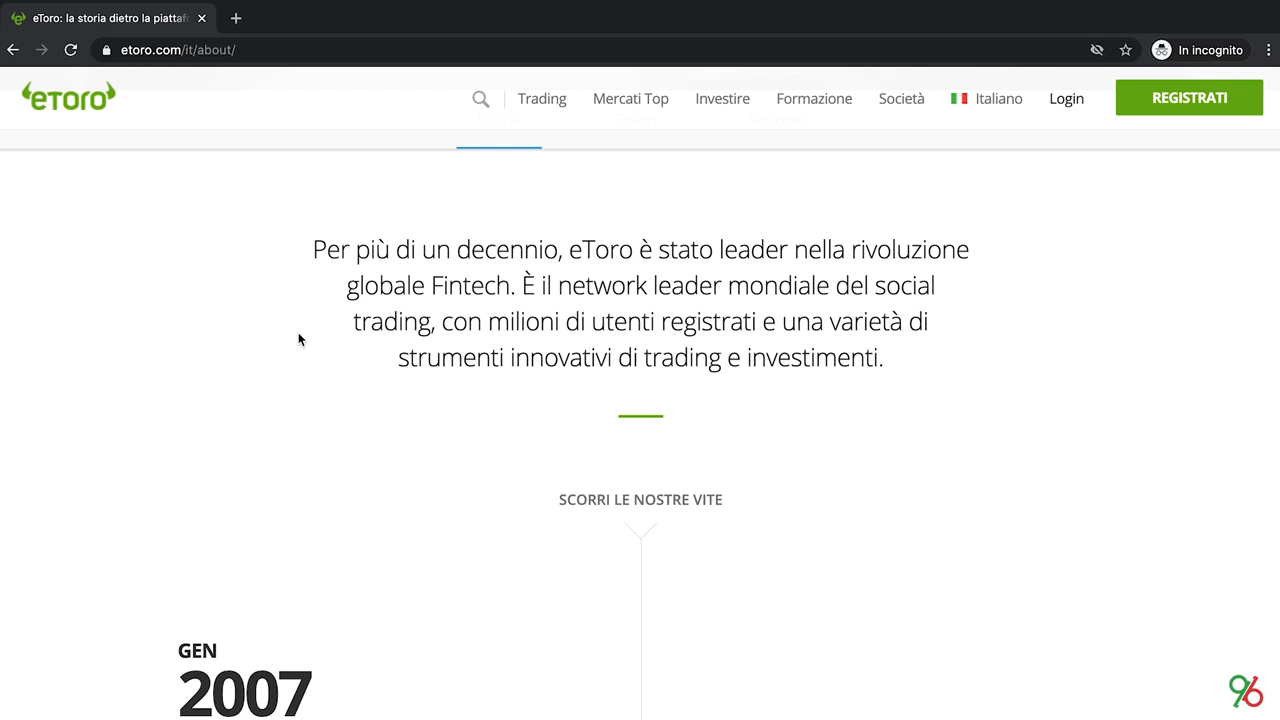 eToro: la storia dietro la piattafo
etoro.com/it/about/
In incognito
eToro
Trading
Mercati Top
Investire
Formazione
Società
Italiano
Login
REGISTRATI
Per più di un decennio, eToro è stato leader nella rivoluzione
globale Fintech. È il network leader mondiale del social
trading, con milioni di utenti registrati e una varietà di
strumenti innovativi di trading e investimenti.
SCORRI LE NOSTRE VITE
GEN
2007